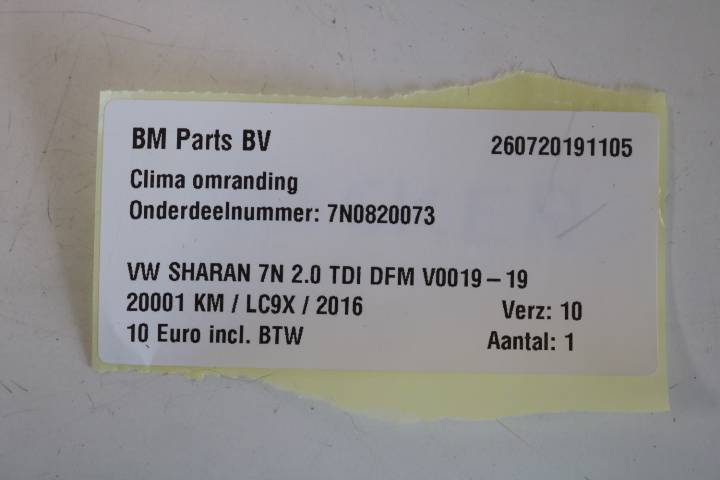 BM Parts BV 260720191105
Clima omranding
Onderdeelnummer: 7N0820073
VW SHARAN 7N 2.0 TDI DFM V0019-19
20001 KM / LC9X / 2016 Verz: 10
10 Euro incl. BTW Aantal: 1